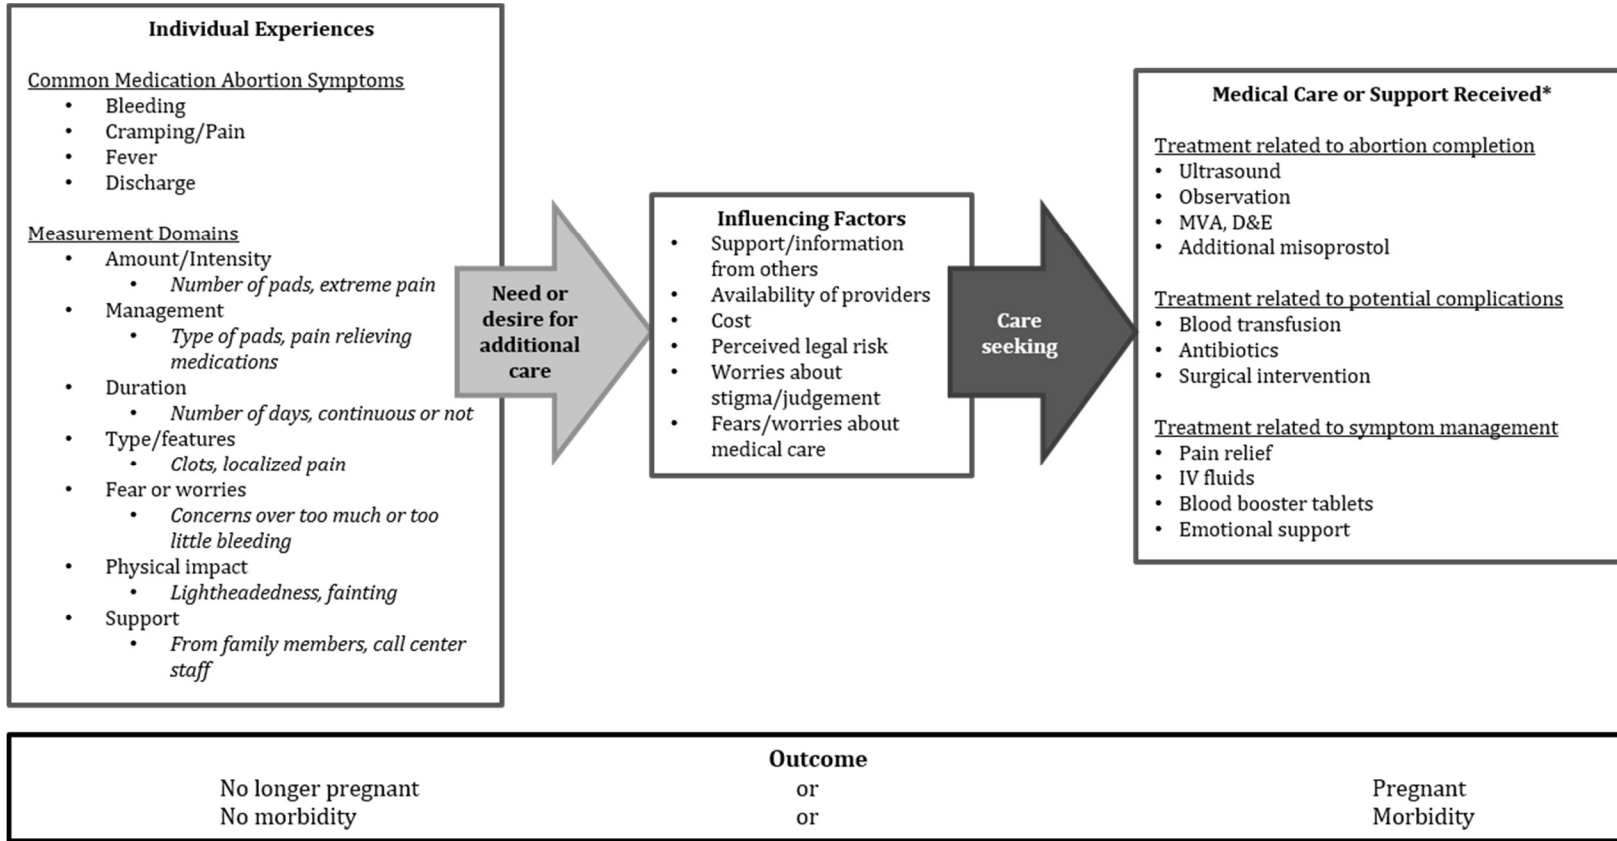 Individual Experiences
Common Medication Abortion Symptoms
• Bleeding
• Cramping/Pain
• Fever
• Discharge
Measurement Domains
• Amount/Intensity
• Number of pads, extreme pain
• Management
• Type of pads, pain relieving
medications
• Duration
• Number of days, continuous or not
• Type/features
• Clots, localized pain
• Fear or worries
• Concerns over too much or too
little bleeding
• Physical impact
• Lightheadedness, fainting
• Support
• From family members, call center
staff
Need or
desire for
additional
care
Influencing Factors
• Support/information
from others
• Availability of providers
• Cost
• Perceived legal risk
• Worries about
stigma/judgement
• Fears/worries about
medical care
Care
seeking
Medical Care or Support Received*
Treatment related to abortion completion
• Ultrasound
• Observation
• MVA, D&E
• Additional misoprostol
Treatment related to potential complications
• Blood transfusion
• Antibiotics
• Surgical intervention
Treatment related to symptom management
• Pain relief
• IV fluids
• Blood booster tablets
• Emotional support
Outcome
No longer pregnant or Pregnant
No morbidity or Morbidity